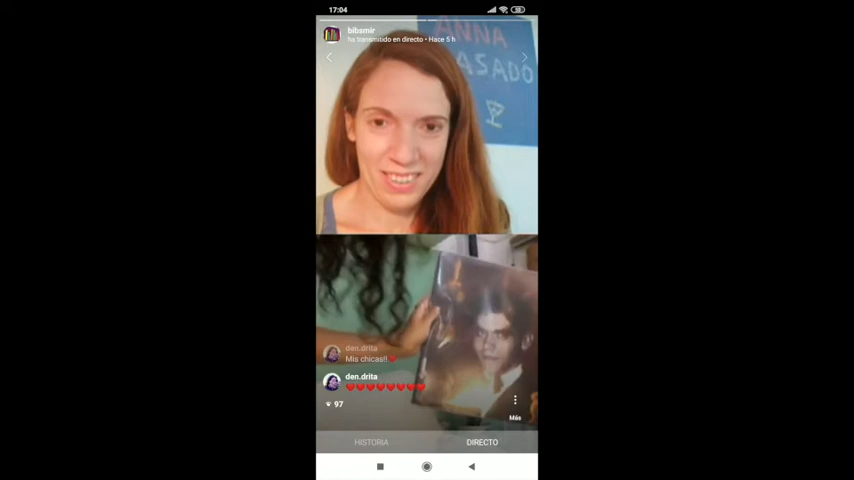 17:04
bibsmir
ha transmitido en directo • Hace 5 h
ANNA
ASADO
den.drita
Mis chicas!!❤
den.drita
❤❤❤❤❤❤❤❤
97
Más
HISTORIA
DIRECTO